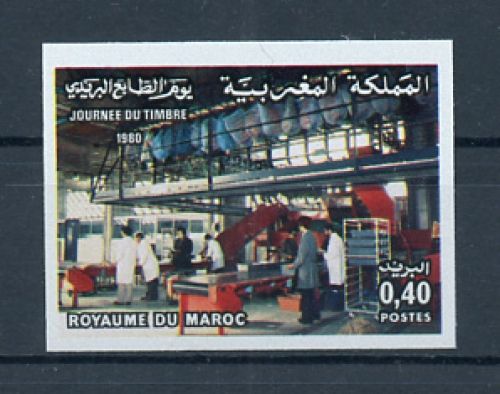 المملكة المغربية
يوم الطابع البريدي
JOURNEE DU TIMBRE
1980
البريد
0,40
POSTES
ROYAUME DU MAROC